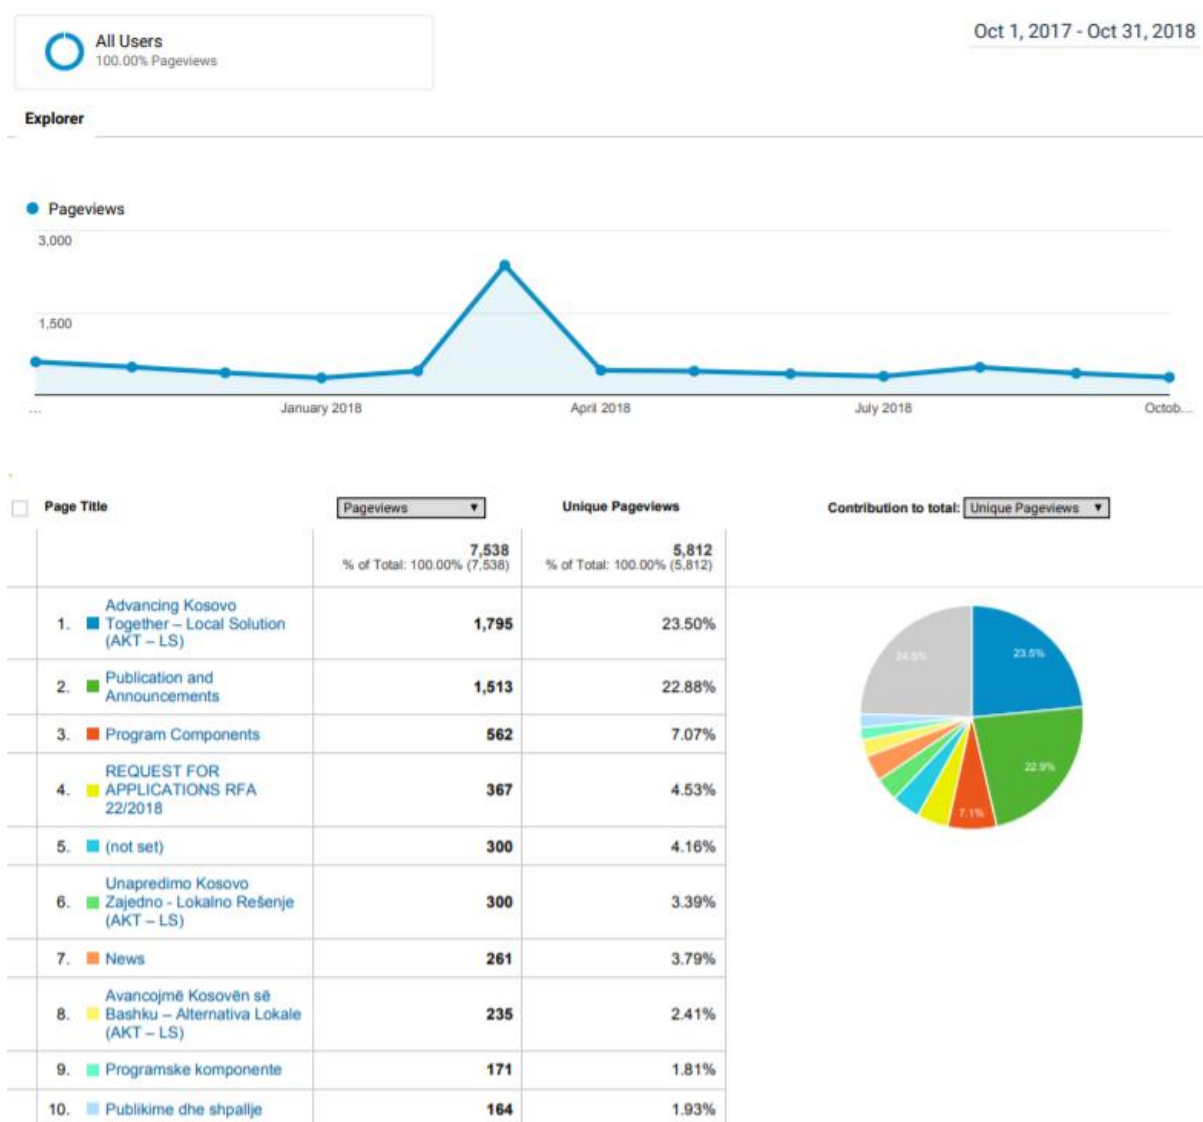 All Users
100.00% Pageviews
Oct 1, 2017 - Oct 31, 2018
Explorer
Pageviews
3,000
1,500
...
January 2018
April 2018
July 2018
Octob...
Page Title
Pageviews
Unique Pageviews
Contribution to total: Unique Pageviews
7,538
% of Total: 100.00% (7,538)
5,812
% of Total: 100.00% (5,812)
1. Advancing Kosovo
Together – Local Solution
(AKT – LS)
1,795
23.50%
2. Publication and
Announcements
1,513
22.88%
3. Program Components
562
7.07%
4. REQUEST FOR
APPLICATIONS RFA
22/2018
367
4.53%
5. (not set)
300
4.16%
6. Unapredimo Kosovo
Zajedno - Lokalno Rešenje
(AKT – LS)
300
3.39%
7. News
261
3.79%
8. Avancojmë Kosovën së
Bashku – Alternativa Lokale
(AKT – LS)
235
2.41%
9. Programske komponente
171
1.81%
10. Publikime dhe shpallje
164
1.93%
24.5%
23.5%
22.9%
7.1%